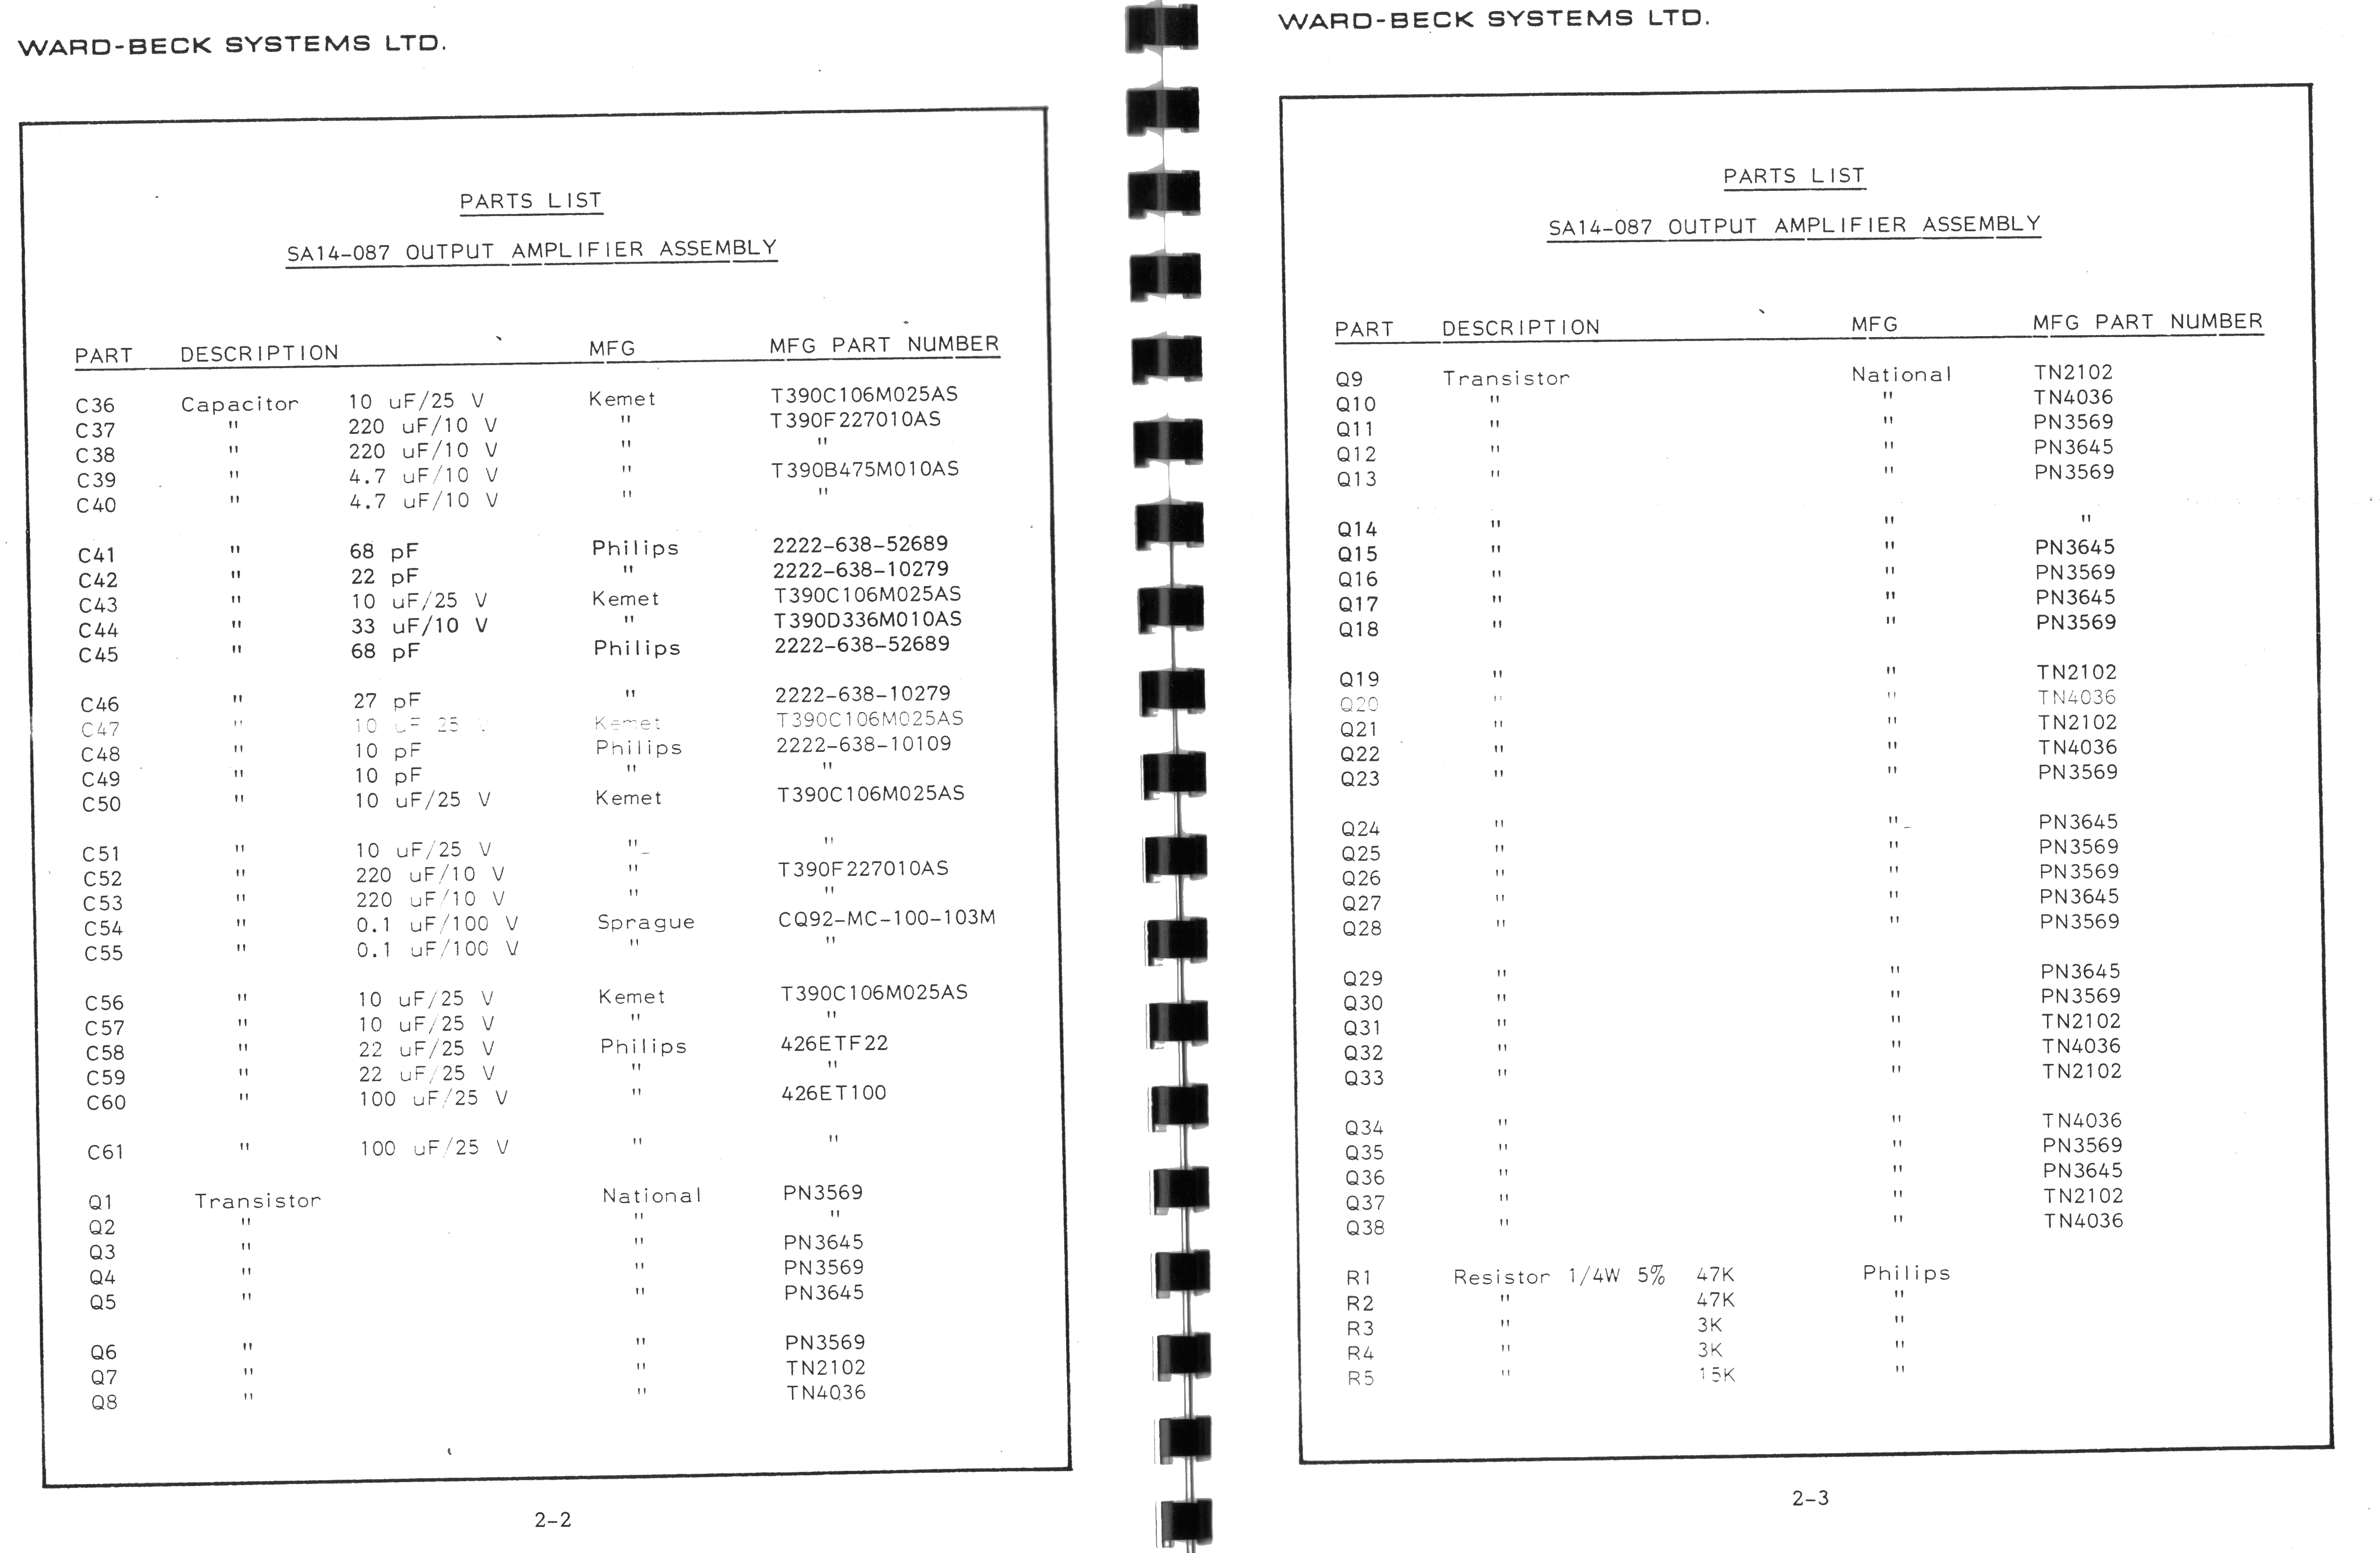 WARD-BECK SYSTEMS LTD.
PARTS LIST
SA14-087 OUTPUT AMPLIFIER ASSEMBLY
PART DESCRIPTION MFG MFG PART NUMBER
C36 Capacitor 10 uF/25 V Kemet T390C106M025AS
C37 " 220 uF/10 V " T390F227010AS
C38 " 220 uF/10 V " "
C39 " 4.7 uF/10 V " T390B475M010AS
C40 " 4.7 uF/10 V " "
C41 " 68 pF Philips 2222-638-52689
C42 " 22 pF " 2222-638-10279
C43 " 10 uF/25 V Kemet T390C106M025AS
C44 " 33 uF/10 V " T390D336M010AS
C45 " 68 pF Philips 2222-638-52689
C46 " 27 pF " 2222-638-10279
C47 " 10 uF 25 V Kemet T390C106M025AS
C48 " 10 pF Philips 2222-638-10109
C49 " 10 pF " "
C50 " 10 uF/25 V Kemet T390C106M025AS
C51 " 10 uF/25 V " "
C52 " 220 uF/10 V " T390F227010AS
C53 " 220 uF/10 V " "
C54 " 0.1 uF/100 V Sprague CQ92-MC-100-103M
C55 " 0.1 uF/100 V " "
C56 " 10 uF/25 V Kemet T390C106M025AS
C57 " 10 uF/25 V " "
C58 " 22 uF/25 V Philips 426ETF22
C59 " 22 uF/25 V " "
C60 " 100 uF/25 V " 426ET100
C61 " 100 uF/25 V " "
Q1 Transistor National PN3569
Q2 " " "
Q3 " " PN3645
Q4 " " PN3569
Q5 " " PN3645
Q6 " " PN3569
Q7 " " TN2102
Q8 " " TN4036
2-2
WARD-BECK SYSTEMS LTD.
PARTS LIST
SA14-087 OUTPUT AMPLIFIER ASSEMBLY
PART DESCRIPTION MFG MFG PART NUMBER
Q9 Transistor National TN2102
Q10 " " TN4036
Q11 " " PN3569
Q12 " " PN3645
Q13 " " PN3569
Q14 " " "
Q15 " " PN3645
Q16 " " PN3569
Q17 " " PN3645
Q18 " " PN3569
Q19 " " TN2102
Q20 " " TN4036
Q21 " " TN2102
Q22 " " TN4036
Q23 " " PN3569
Q24 " " PN3645
Q25 " " PN3569
Q26 " " PN3569
Q27 " " PN3645
Q28 " " PN3569
Q29 " " PN3645
Q30 " " PN3569
Q31 " " TN2102
Q32 " " TN4036
Q33 " " TN2102
Q34 " " TN4036
Q35 " " PN3569
Q36 " " PN3645
Q37 " " TN2102
Q38 " " TN4036
R1 Resistor 1/4W 5% 47K Philips
R2 " 47K "
R3 " 3K "
R4 " 3K "
R5 " 15K "
2-3